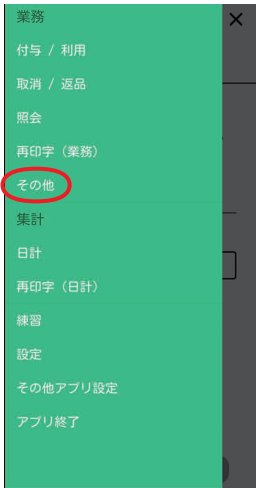 業務
付与 / 利用
取消 / 返品
照会
再印字（業務）
その他
集計
日計
再印字（日計）
練習
設定
その他アプリ設定
アプリ終了